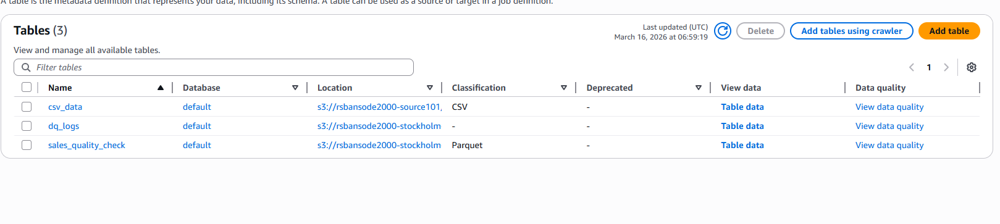 A table is the metadata definition that represents your data, including its schema. A table can be used as a source or target in a job definition.
Tables (3)
Last updated (UTC)
March 16, 2026 at 06:59:19
Delete
Add tables using crawler
Add table
View and manage all available tables.
Filter tables
1
Name Database Location Classification Deprecated View data Data quality
csv_data default s3://rsbansode2000-source101, CSV - Table data View data quality
dq_logs default s3://rsbansode2000-stockholm - - Table data View data quality
sales_quality_check default s3://rsbansode2000-stockholm Parquet - Table data View data quality